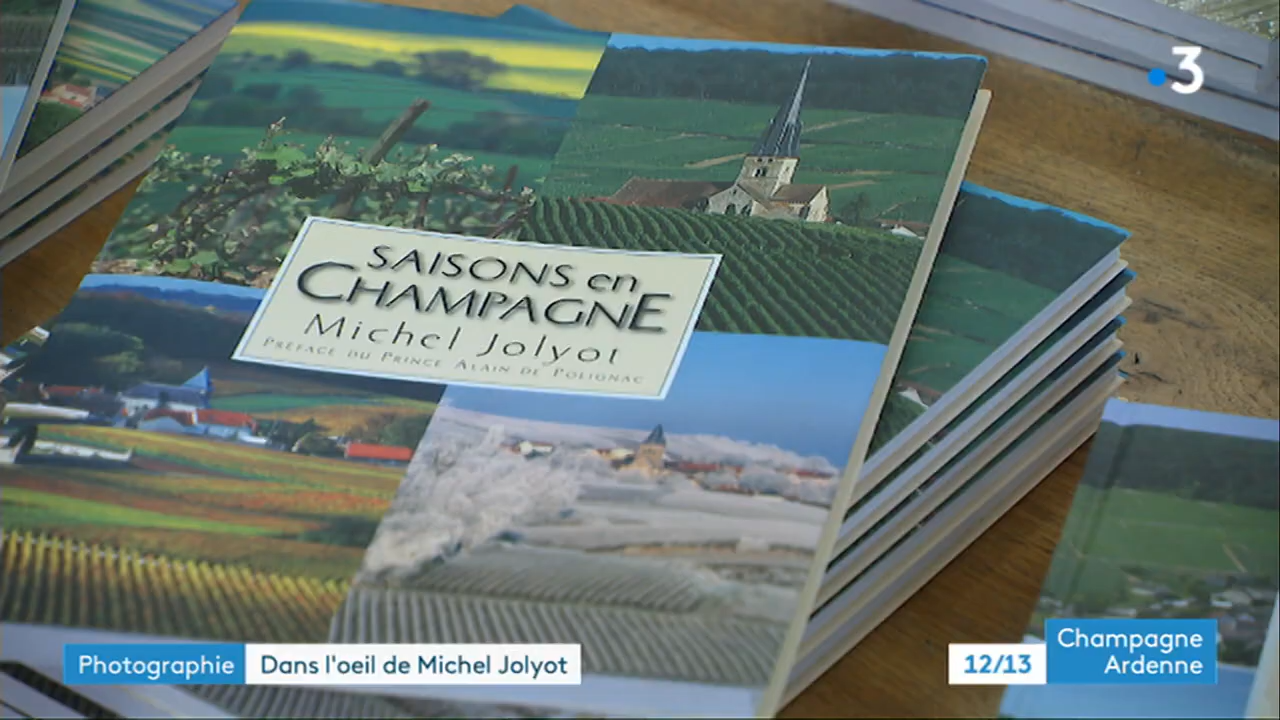 3
SAISONS en
CHAMPAGNE
Michel Jolyot
PRÉFACE DU PRINCE ALAIN DE POLIGNAC
Photographie
Dans l'oeil de Michel Jolyot
12/13
Champagne
Ardenne